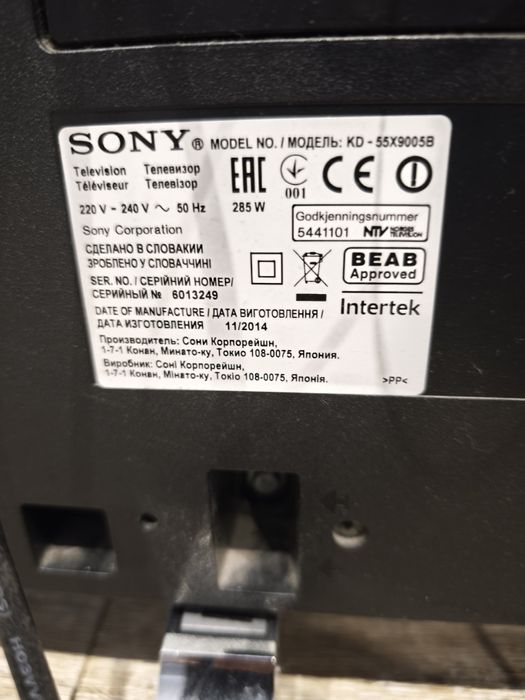 SONY® MODEL NO. / МОДЕЛЬ: KD - 55X9005B
Television Телевизор
Téléviseur Телевізор
EAC 001 CE
220 V - 240 V ~ 50 Hz 285 W
Godkjenningsnummer
5441101 NTV NORGES TELEVISJON
Sony Corporation
СДЕЛАНО В СЛОВАКИИ
ЗРОБЛЕНО У СЛОВАЧЧИНІ
BEAB
Approved
SER. NO. / СЕРІЙНИЙ НОМЕР/
СЕРИЙНЫЙ № 6013249
Intertek
DATE OF MANUFACTURE / ДАТА ВИГОТОВЛЕННЯ /
ДАТА ИЗГОТОВЛЕНИЯ 11/2014
Производитель: Сони Корпорейшн,
1-7-1 Конан, Минато-ку, Токио 108-0075, Япония.
Виробник: Соні Корпорейшн,
1-7-1 Конан, Мінато-ку, Токіо 108-0075, Японія.
>PP<